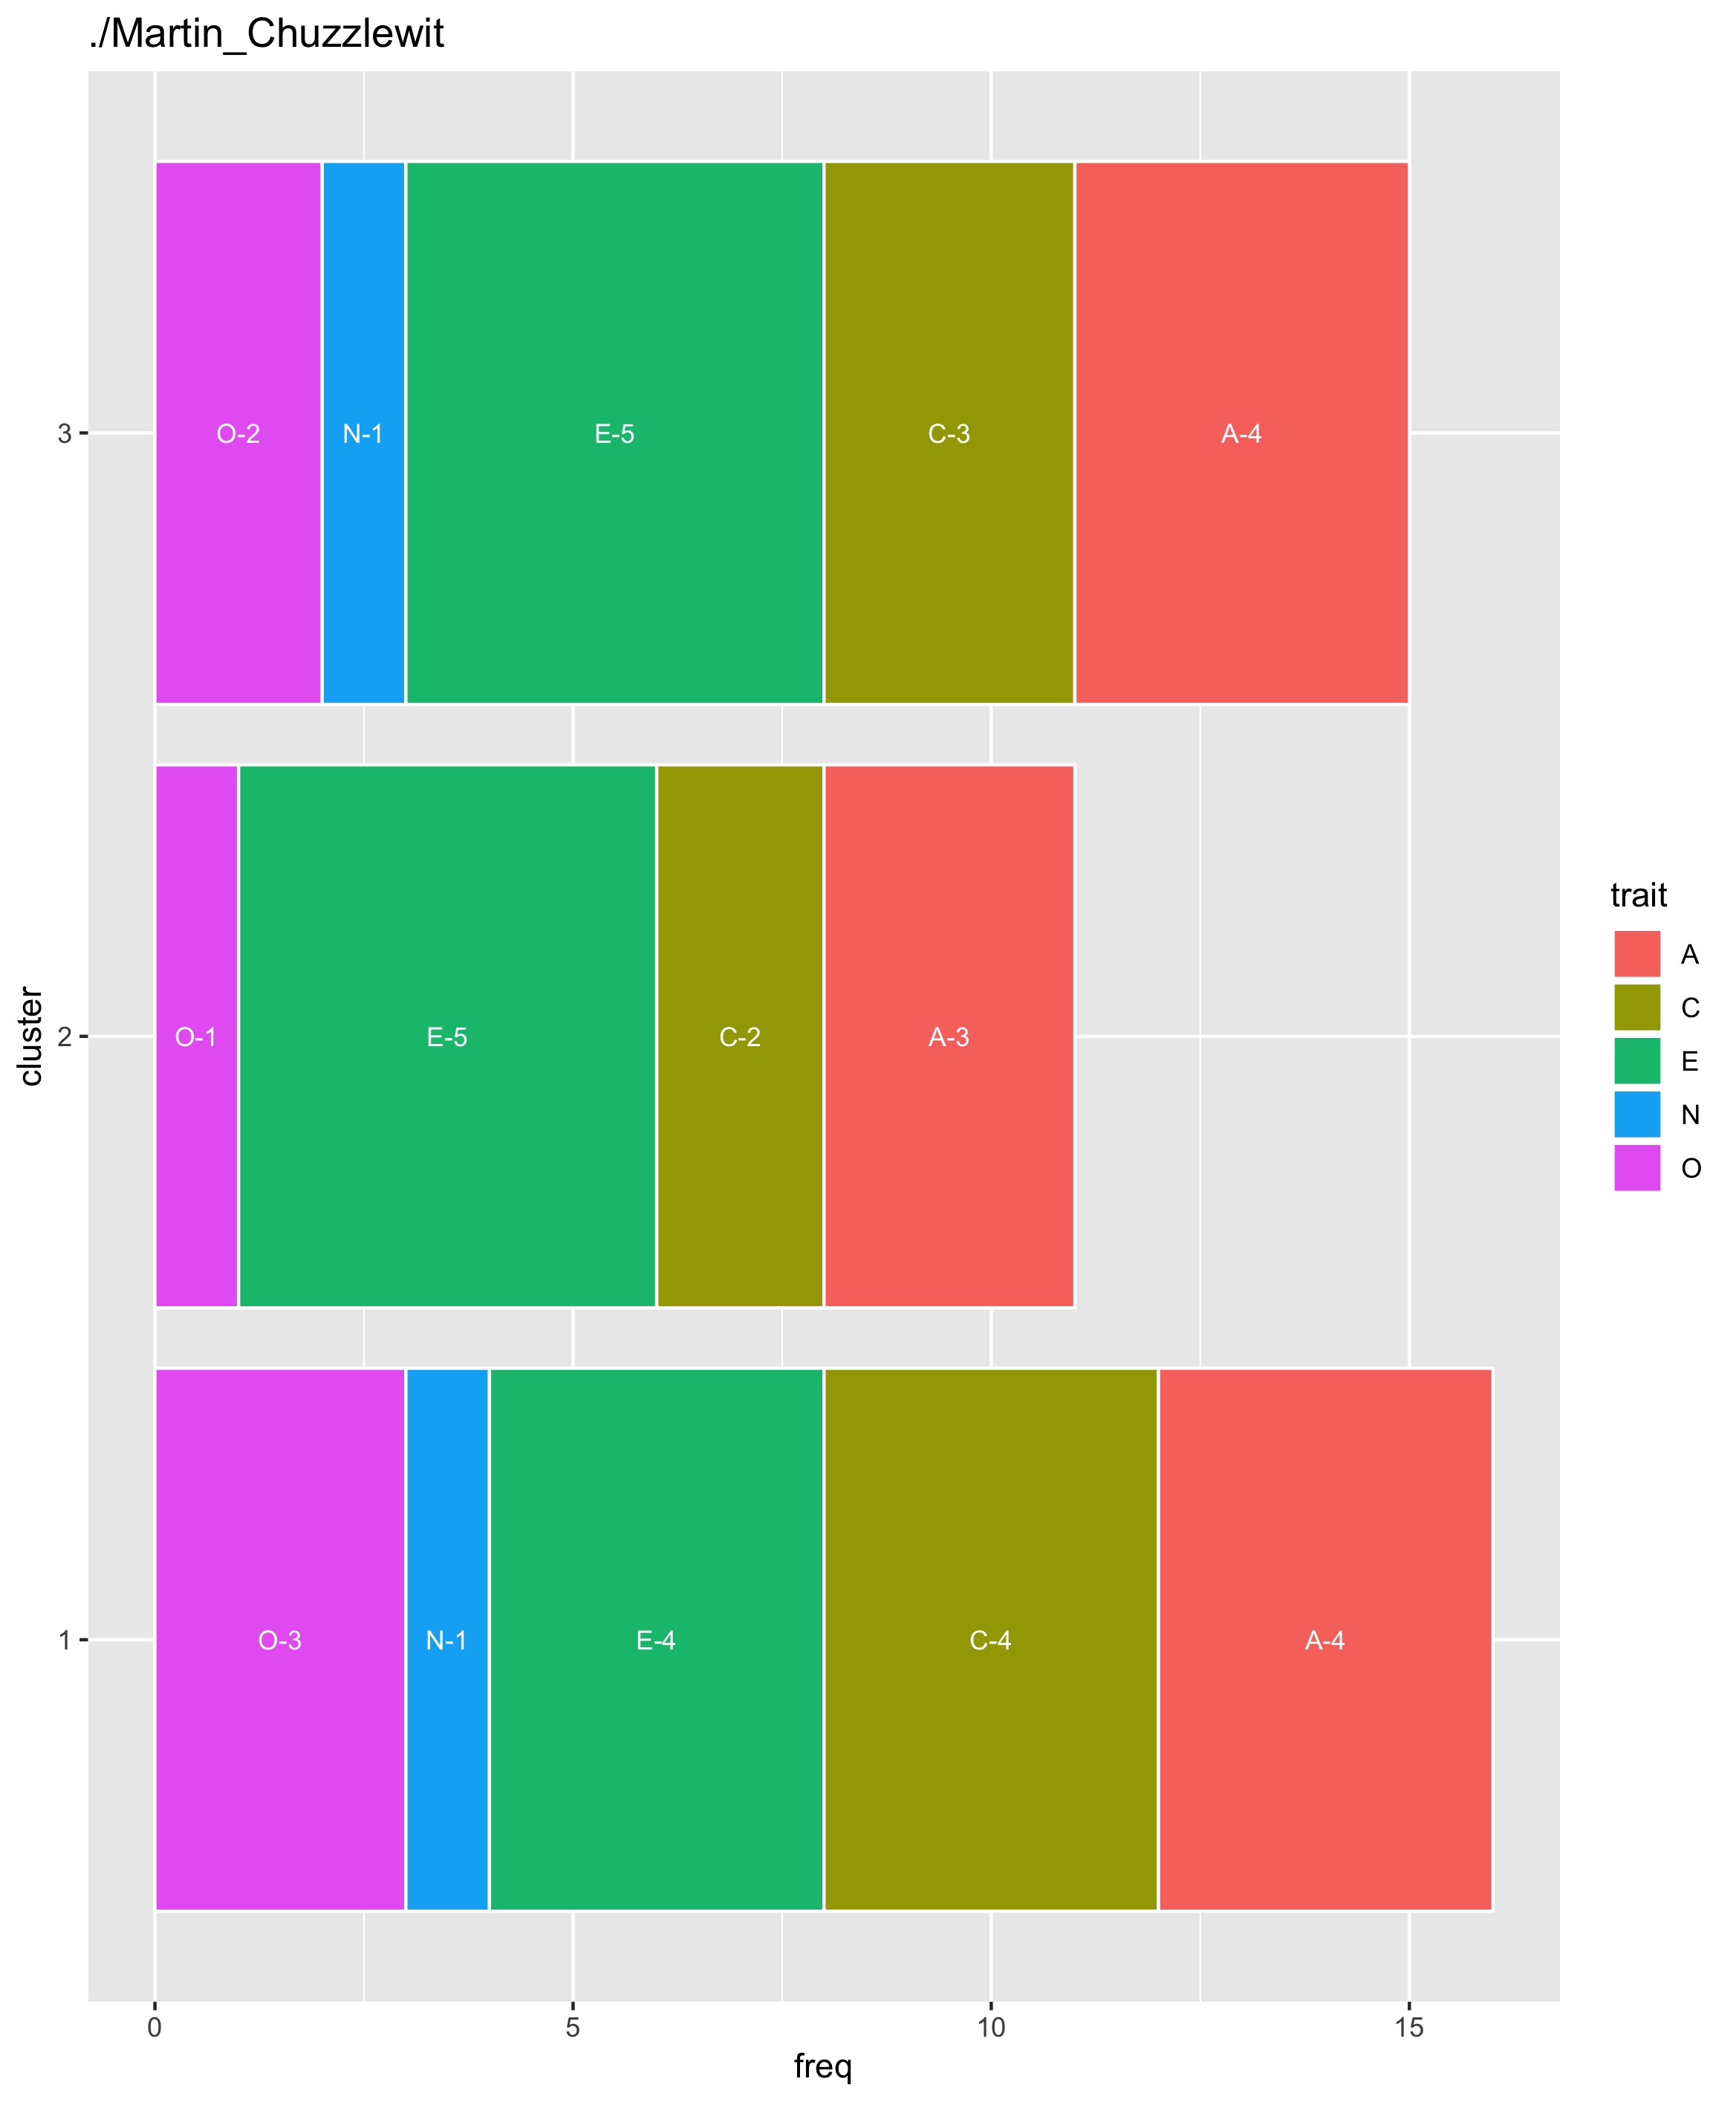 ./Martin_Chuzzlewit
3
O-2 N-1 E-5 C-3 A-4
trait
A
C
E
N
O
cluster
2
O-1 E-5 C-2 A-3
1
O-3 N-1 E-4 C-4 A-4
0 5 10 15
freq